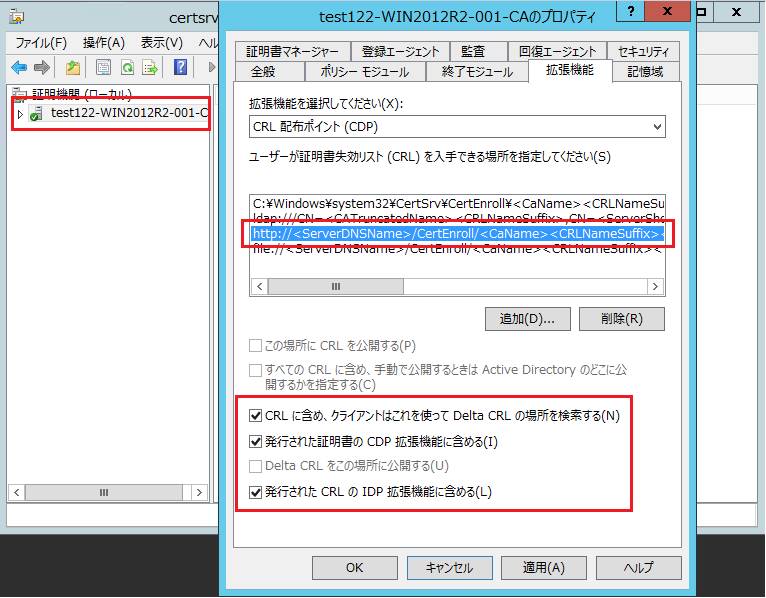 certsrv
test122-WIN2012R2-001-CAのプロパティ
?
x
x
ファイル(F) 操作(A) 表示(V)
証明機関 (ローカル)
test122-WIN2012R2-001-C
証明書マネージャー 登録エージェント 監査 回復エージェント セキュリティ
全般 ポリシー モジュール 終了モジュール 拡張機能 記憶域
拡張機能を選択してください(X):
CRL 配布ポイント (CDP)
ユーザーが証明書失効リスト (CRL) を入手できる場所を指定してください(S)
C:¥Windows¥system32¥CertSrv¥CertEnroll¥<CaName><CRLNameSu
ldap:///CN=<CATruncatedName><CRLNameSuffix>,CN=<ServerSho
http://<ServerDNSName>/CertEnroll/<CaName><CRLNameSuffix><
file://<ServerDNSName>/CertEnroll/<CaName><CRLNameSuffix><
追加(D)... 削除(R)
この場所に CRL を公開する(P)
すべての CRL に含め、手動で公開するときは Active Directory のどこに公
開するかを指定する(C)
CRL に含め、クライアントはこれを使って Delta CRL の場所を検索する(N)
発行された証明書の CDP 拡張機能に含める(I)
Delta CRL をこの場所に公開する(U)
発行された CRL の IDP 拡張機能に含める(L)
OK キャンセル 適用(A) ヘルプ